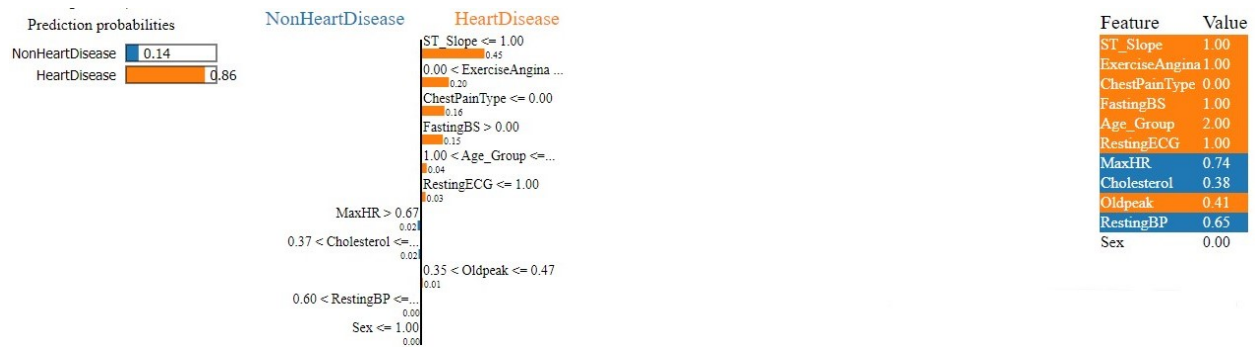 Prediction probabilities
NonHeartDisease 0.14
HeartDisease 0.86
NonHeartDisease HeartDisease
ST_Slope <= 1.00
0.45
0.00 < ExerciseAngina ...
0.20
ChestPainType <= 0.00
0.16
FastingBS > 0.00
0.15
1.00 < Age_Group <=...
0.04
RestingECG <= 1.00
0.03
MaxHR > 0.67
0.02
0.37 < Cholesterol <=...
0.02
0.35 < Oldpeak <= 0.47
0.01
0.60 < RestingBP <=...
0.00
Sex <= 1.00
0.00
Feature Value
ST_Slope 1.00
ExerciseAngina 1.00
ChestPainType 0.00
FastingBS 1.00
Age_Group 2.00
RestingECG 1.00
MaxHR 0.74
Cholesterol 0.38
Oldpeak 0.41
RestingBP 0.65
Sex 0.00